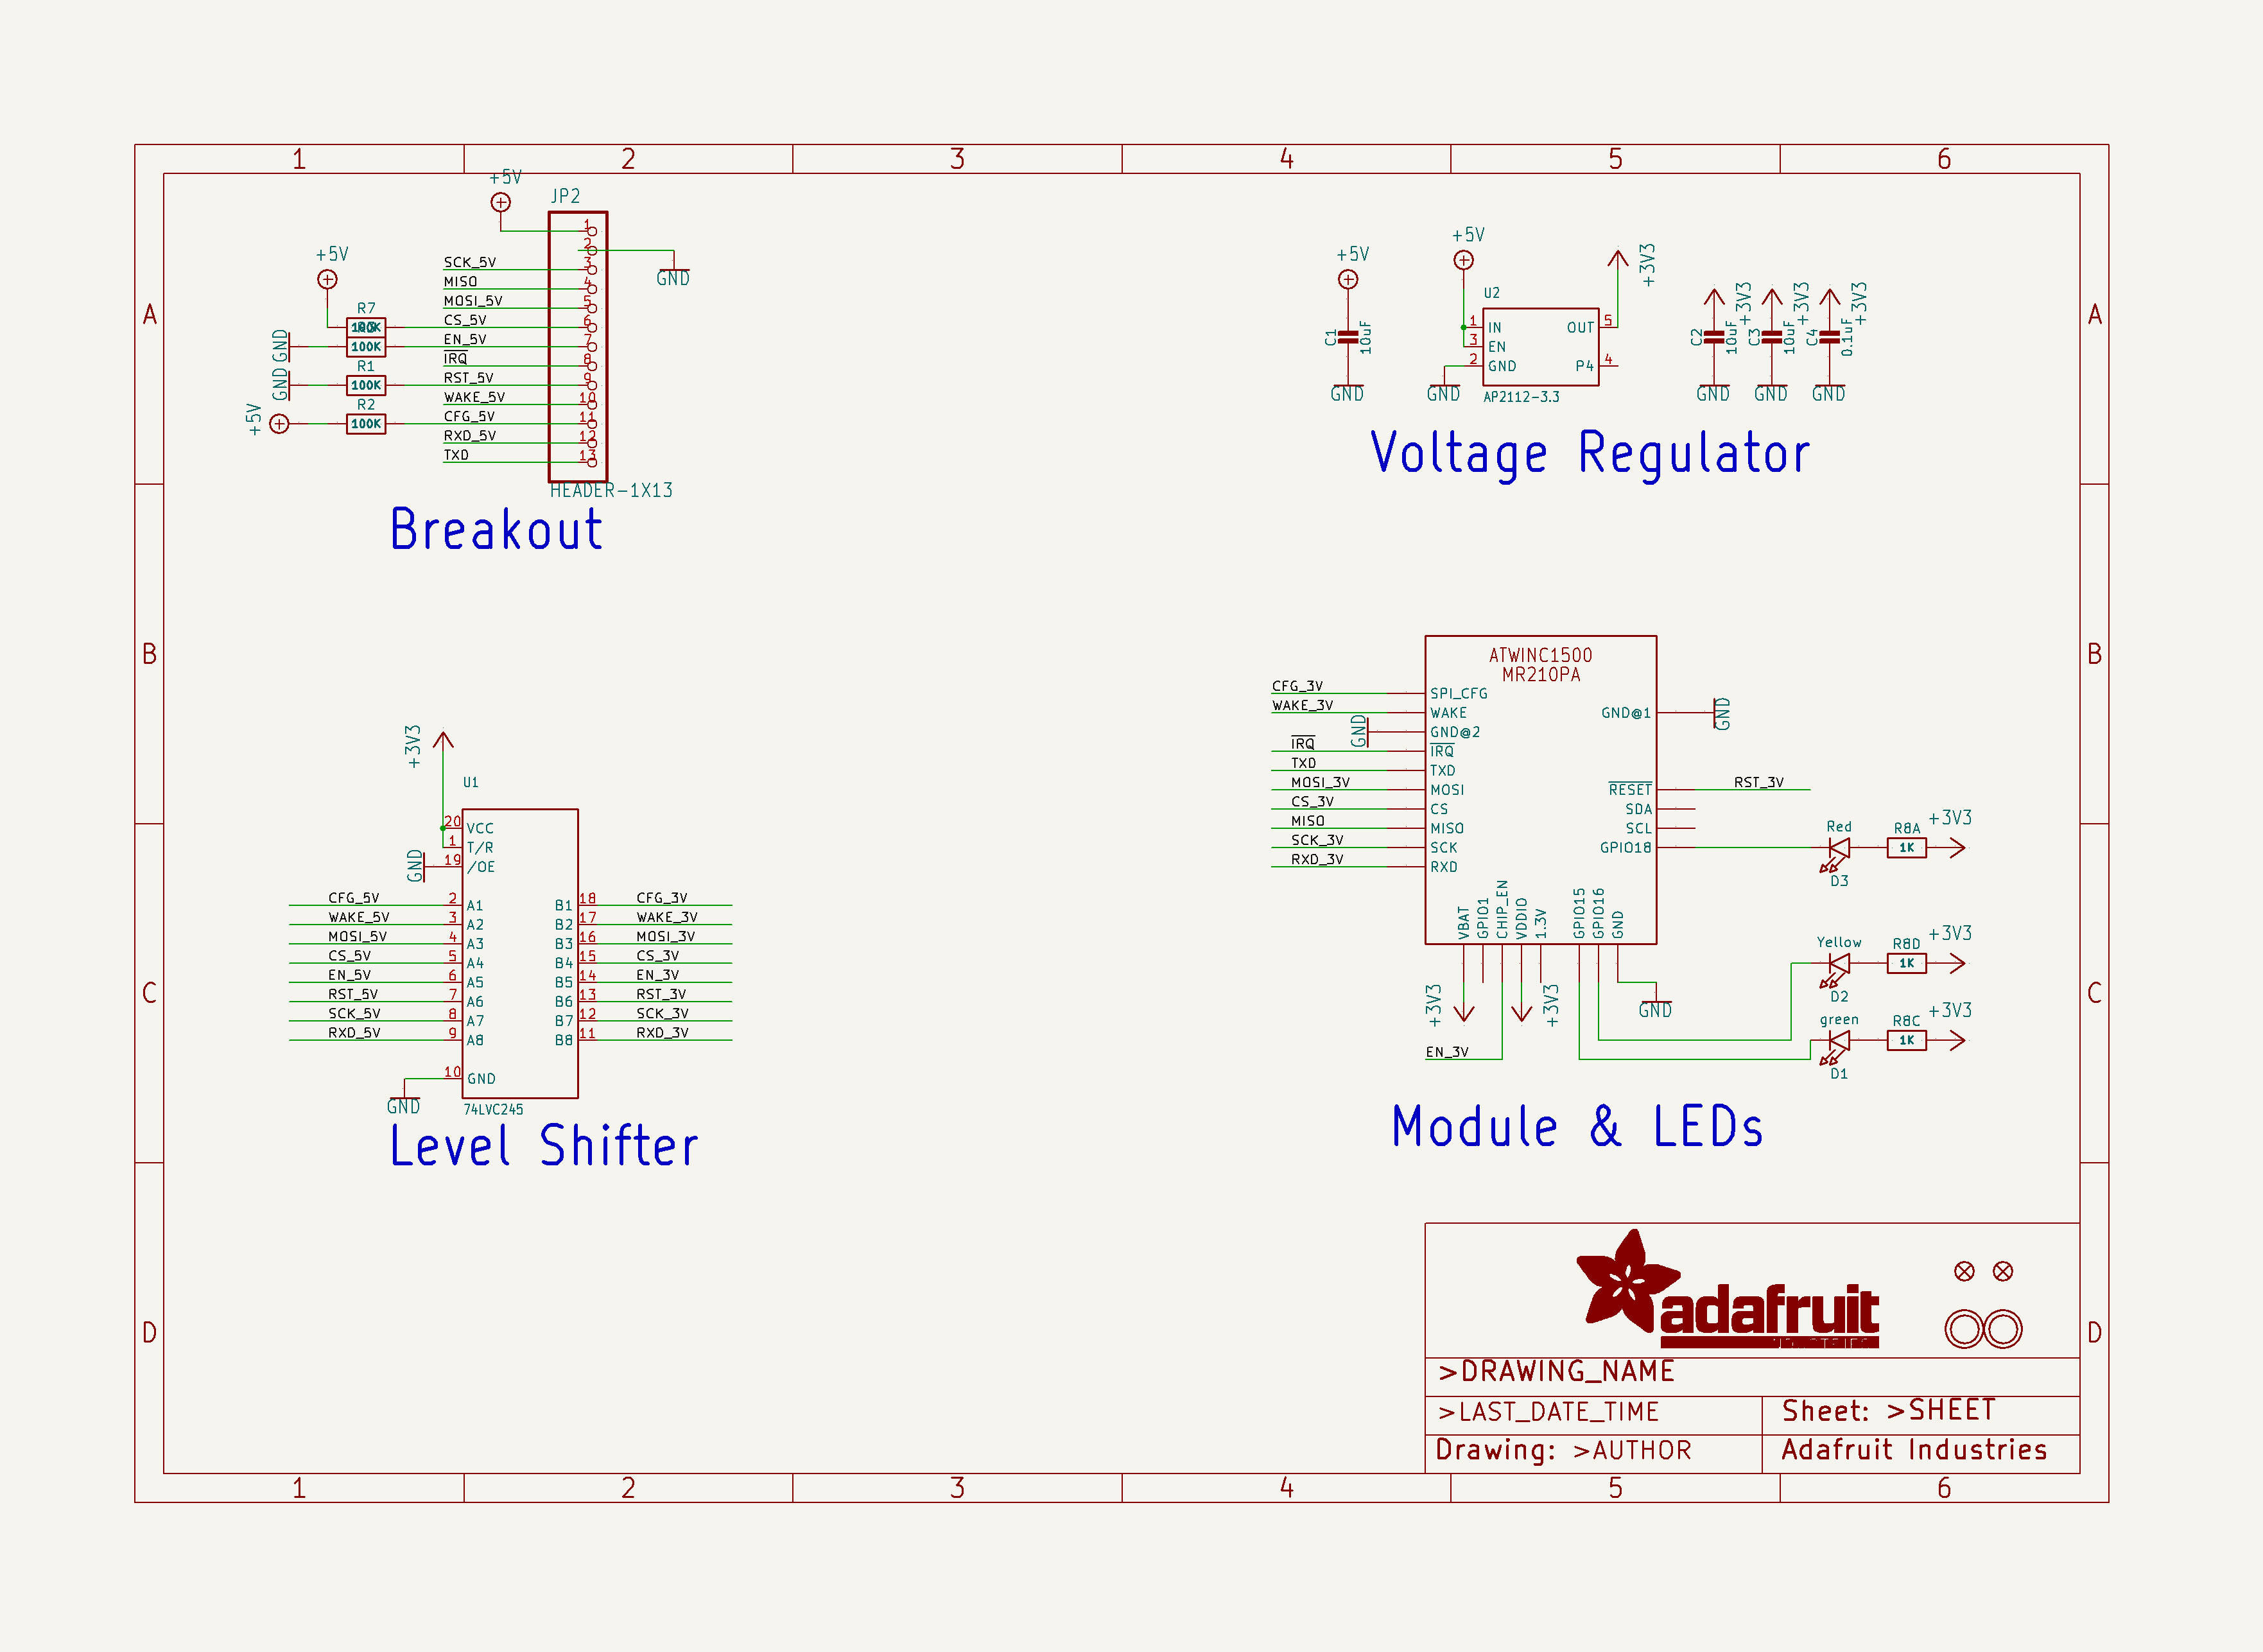 1 2 3 4 5 6
A A
B B
C C
D D
1 2 3 4 5 6
+5V
JP2
1
2
3
4
5
6
7
8
9
10
11
12
13
GND
+5V
SCK_5V
MISO
MOSI_5V
CS_5V
EN_5V
IRQ
RST_5V
WAKE_5V
CFG_5V
RXD_5V
TXD
R7
100K
GND
GND
R1
100K
R2
100K
+5V
HEADER-1X13
Breakout
+5V
C1
10uF
GND
+5V
U2
1 IN
3 EN
2 GND
OUT 5
P4 4
GND
AP2112-3.3
+3V3
C2
10uF
+3V3
GND
C3
10uF
+3V3
GND
C4
0.1uF
+3V3
GND
Voltage Regulator
+3V3
U1
20 VCC
1 T/R
19 /OE
GND
CFG_5V 2 A1 B1 18 CFG_3V
WAKE_5V 3 A2 B2 17 WAKE_3V
MOSI_5V 4 A3 B3 16 MOSI_3V
CS_5V 5 A4 B4 15 CS_3V
EN_5V 6 A5 B5 14 EN_3V
RST_5V 7 A6 B6 13 RST_3V
SCK_5V 8 A7 B7 12 SCK_3V
RXD_5V 9 A8 B8 11 RXD_3V
10 GND
GND
74LVC245
Level Shifter
ATWINC1500
MR210PA
CFG_3V SPI_CFG
WAKE_3V WAKE
GND GND@2
IRQ IRQ
TXD TXD
MOSI_3V MOSI
CS_3V CS
MISO MISO
SCK_3V SCK
RXD_3V RXD
GND@1 GND
RESET RST_3V
SDA
SCL
GPIO18
VBAT
GPIO1
CHIP_EN
VDDIO
1.3V
GPIO15
GPIO16
GND
+3V3
+3V3
GND
EN_3V
Red
D3
R8A
1K
+3V3
Yellow
D2
R8D
1K
+3V3
green
D1
R8C
1K
+3V3
Module & LEDs
adafruit
>DRAWING_NAME
>LAST_DATE_TIME
Sheet: >SHEET
Drawing: >AUTHOR
Adafruit Industries